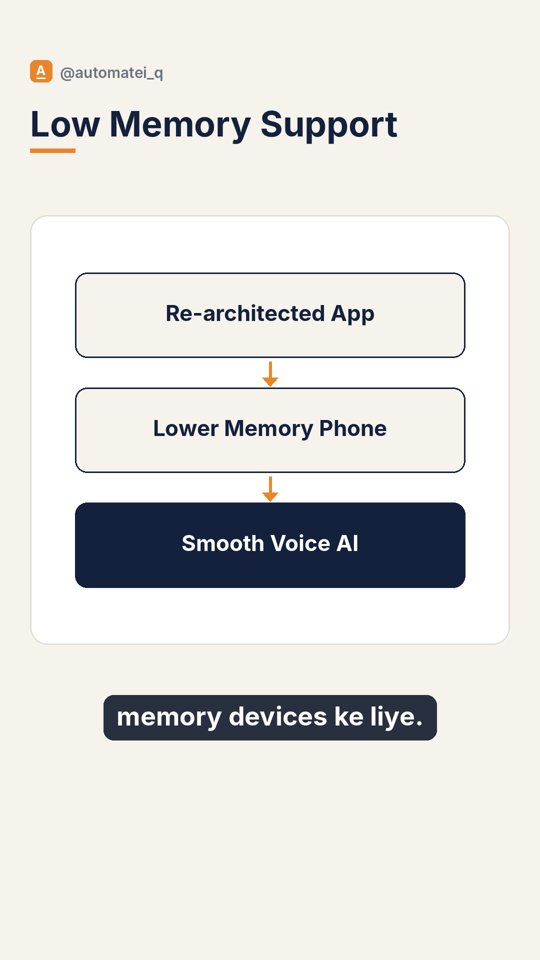 A
@automatei_q
Low Memory Support
Re-architected App
Lower Memory Phone
Smooth Voice AI
memory devices ke liye.